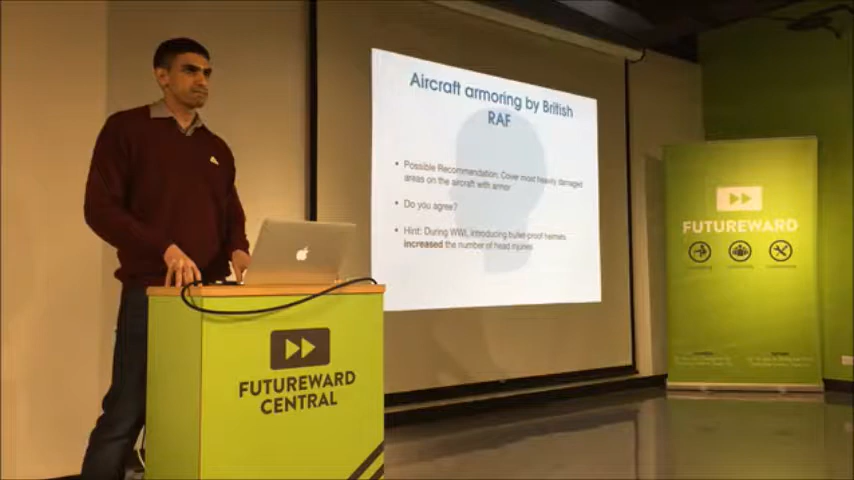 Aircraft armoring by British
RAF
• Possible Recommendation: Cover most heavily damaged
areas on the aircraft with armor
• Do you agree?
• Hint: During WWI, introducing bullet-proof helmets
increased the number of head injuries
FUTUREWARD
FUTUREWARD
CENTRAL